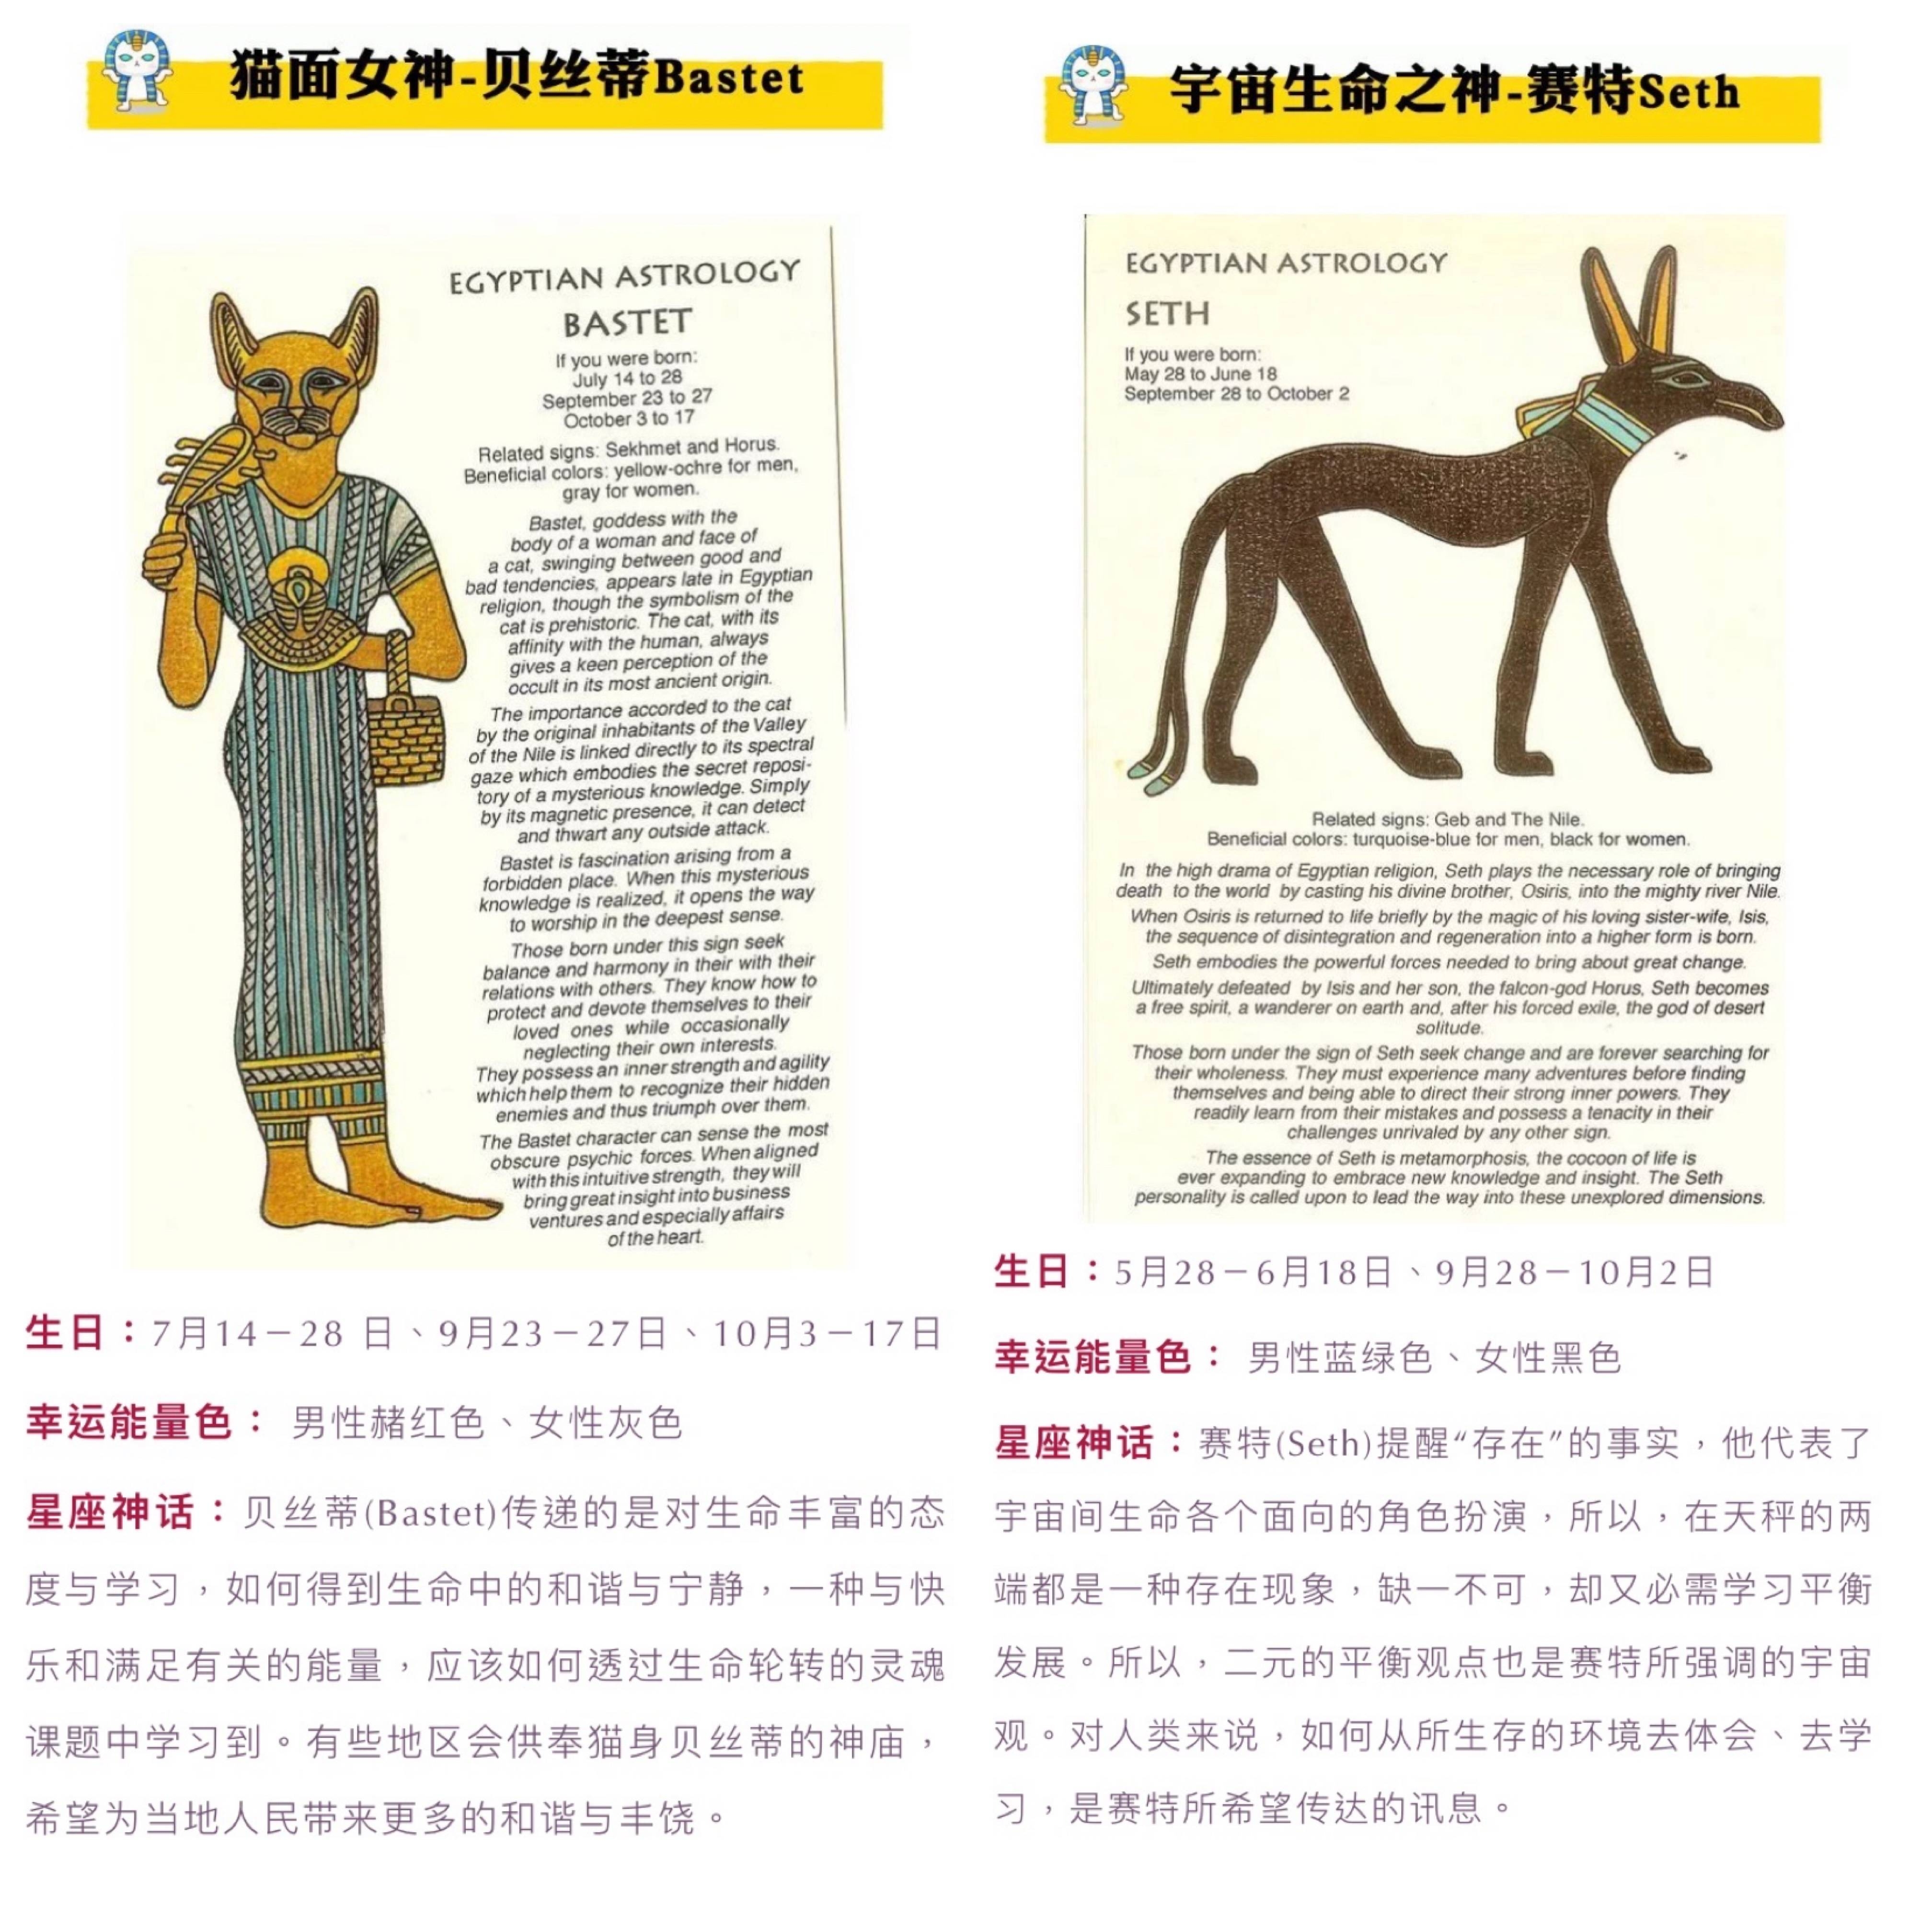 猫面女神-贝丝蒂Bastet
EGYPTIAN ASTROLOGY
BASTET
If you were born:
July 14 to 28
September 23 to 27
October 3 to 17
Related signs: Sekhmet and Horus.
Beneficial colors: yellow-ochre for men,
gray for women.
Bastet, goddess with the
body of a woman and face of
a cat, swinging between good and
bad tendencies, appears late in Egyptian
religion, though the symbolism of the
cat is prehistoric. The cat, with its
affinity with the human, always
gives a keen perception of the
occult in its most ancient origin.
The importance accorded to the cat
by the original inhabitants of the Valley
of the Nile is linked directly to its spectral
gaze which embodies the secret reposi-
tory of a mysterious knowledge. Simply
by its magnetic presence, it can detect
and thwart any outside attack.
Bastet is fascination arising from a
forbidden place. When this mysterious
knowledge is realized, it opens the way
to worship in the deepest sense.
Those born under this sign seek
balance and harmony in their with their
relations with others. They know how to
protect and devote themselves to their
loved ones while occasionally
neglecting their own interests.
They possess an inner strength and agility
which help them to recognize their hidden
enemies and thus triumph over them.
The Bastet character can sense the most
obscure psychic forces. When aligned
with this intuitive strength, they will
bring great insight into business
ventures and especially affairs
of the heart.
生日：7月14－28 日、9月23－27日、10月3－17日
幸运能量色： 男性赭红色、女性灰色
星座神话：贝丝蒂(Bastet)传递的是对生命丰富的态
度与学习，如何得到生命中的和谐与宁静，一种与快
乐和满足有关的能量，应该如何透过生命轮转的灵魂
课题中学习到。有些地区会供奉猫身贝丝蒂的神庙，
希望为当地人民带来更多的和谐与丰饶。
宇宙生命之神-赛特Seth
EGYPTIAN ASTROLOGY
SETH
If you were born:
May 28 to June 18
September 28 to October 2
Related signs: Geb and The Nile.
Beneficial colors: turquoise-blue for men, black for women.
In the high drama of Egyptian religion, Seth plays the necessary role of bringing
death to the world by casting his divine brother, Osiris, into the mighty river Nile.
When Osiris is returned to life briefly by the magic of his loving sister-wife, Isis,
the sequence of disintegration and regeneration into a higher form is born.
Seth embodies the powerful forces needed to bring about great change.
Ultimately defeated by Isis and her son, the falcon-god Horus, Seth becomes
a free spirit, a wanderer on earth and, after his forced exile, the god of desert
solitude.
Those born under the sign of Seth seek change and are forever searching for
their wholeness. They must experience many adventures before finding
themselves and being able to direct their strong inner powers. They
readily learn from their mistakes and possess a tenacity in their
challenges unrivaled by any other sign.
The essence of Seth is metamorphosis, the cocoon of life is
ever expanding to embrace new knowledge and insight. The Seth
personality is called upon to lead the way into these unexplored dimensions.
生日：5月28－6月18日、9月28－10月2日
幸运能量色： 男性蓝绿色、女性黑色
星座神话：赛特(Seth)提醒“存在”的事实，他代表了
宇宙间生命各个面向的角色扮演，所以，在天秤的两
端都是一种存在现象，缺一不可，却又必需学习平衡
发展。所以，二元的平衡观点也是赛特所强调的宇宙
观。对人类来说，如何从所生存的环境去体会、去学
习，是赛特所希望传达的讯息。